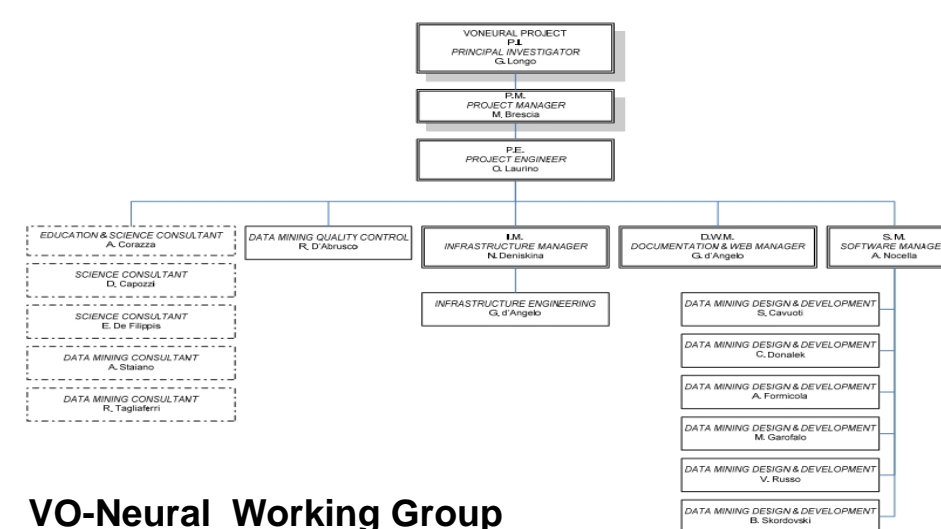 VONEURAL PROJECT
P.I.
PRINCIPAL INVESTIGATOR
G. Longo
P.M.
PROJECT MANAGER
M. Brescia
P.E.
PROJECT ENGINEER
O. Laurino
EDUCATION & SCIENCE CONSULTANT
A. Corazza
DATA MINING QUALITY CONTROL
R. D'Abrusco
I.M.
INFRASTRUCTURE MANAGER
N. Deniskina
D.W.M.
DOCUMENTATION & WEB MANAGER
G. d'Angelo
S.M.
SOFTWARE MANAGE
A. Nocella
SCIENCE CONSULTANT
D. Capozzi
SCIENCE CONSULTANT
E. De Filippis
DATA MINING CONSULTANT
A. Staiano
DATA MINING CONSULTANT
R. Tagliaferri
INFRASTRUCTURE ENGINEERING
G. d'Angelo
DATA MINING DESIGN & DEVELOPMENT
S. Cavuoti
DATA MINING DESIGN & DEVELOPMENT
C. Donalek
DATA MINING DESIGN & DEVELOPMENT
A. Formicola
DATA MINING DESIGN & DEVELOPMENT
M. Garofalo
DATA MINING DESIGN & DEVELOPMENT
V. Russo
DATA MINING DESIGN & DEVELOPMENT
B. Skordovski
VO-Neural Working Group